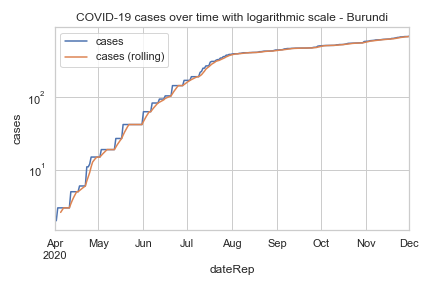 COVID-19 cases over time with logarithmic scale - Burundi
cases
cases (rolling)
10²
10¹
cases
Apr
2020
May
Jun
Jul
Aug
Sep
Oct
Nov
Dec
dateRep